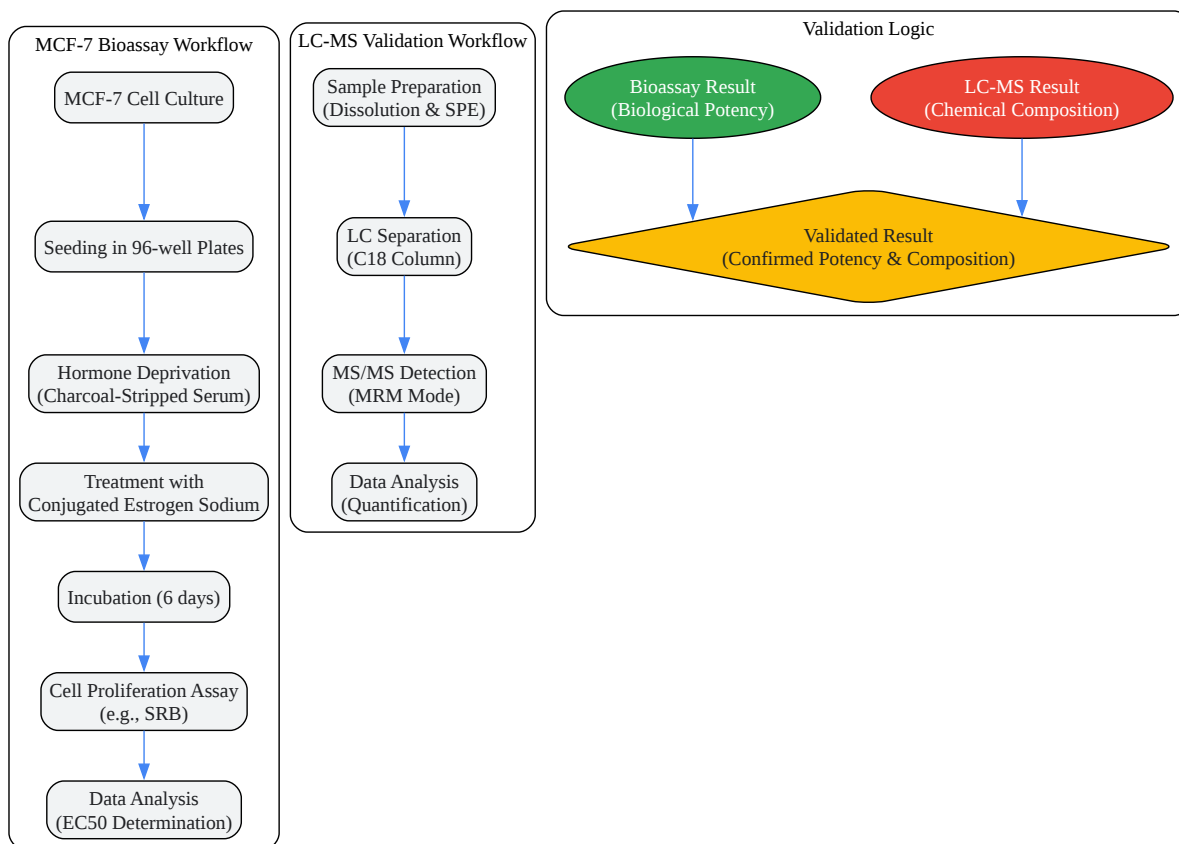 MCF-7 Bioassay Workflow
MCF-7 Cell Culture
Seeding in 96-well Plates
Hormone Deprivation
(Charcoal-Stripped Serum)
Treatment with
Conjugated Estrogen Sodium
Incubation (6 days)
Cell Proliferation Assay
(e.g., SRB)
Data Analysis
(EC50 Determination)
LC-MS Validation Workflow
Sample Preparation
(Dissolution & SPE)
LC Separation
(C18 Column)
MS/MS Detection
(MRM Mode)
Data Analysis
(Quantification)
Validation Logic
Bioassay Result
(Biological Potency)
LC-MS Result
(Chemical Composition)
Validated Result
(Confirmed Potency & Composition)